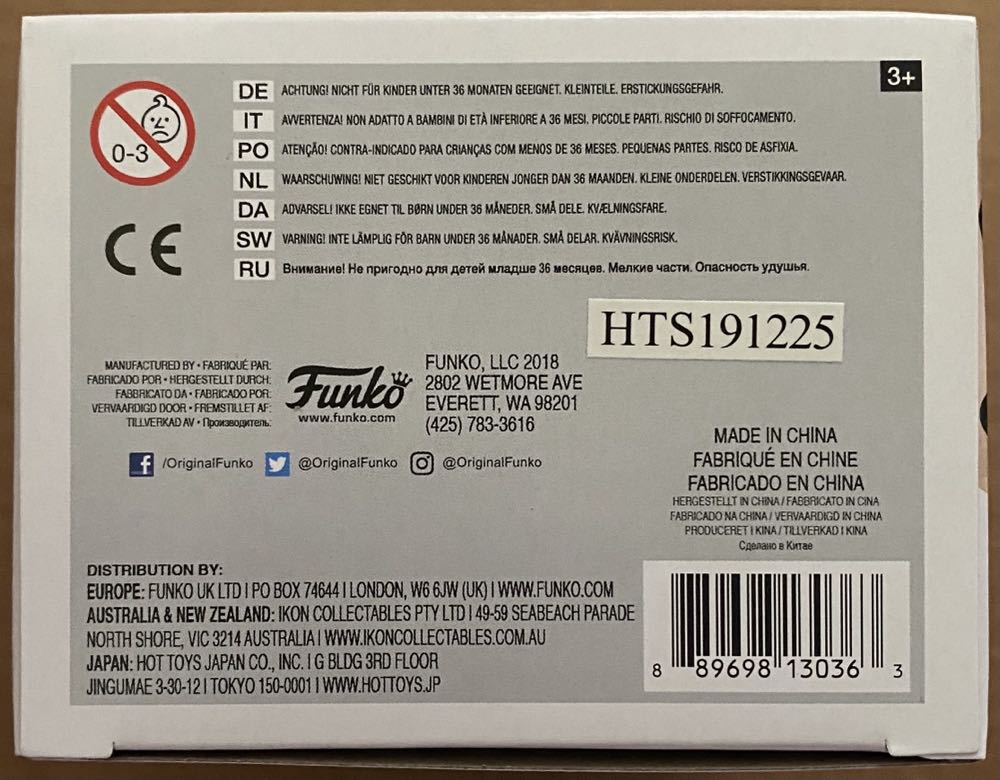 3+
0-3
DE ACHTUNG! NICHT FÜR KINDER UNTER 36 MONATEN GEEIGNET. KLEINTEILE. ERSTICKUNGSGEFAHR.
IT AVVERTENZA! NON ADATTO A BAMBINI DI ETÀ INFERIORE A 36 MESI. PICCOLE PARTI. RISCHIO DI SOFFOCAMENTO.
PO ATENÇÃO! CONTRA-INDICADO PARA CRIANÇAS COM MENOS DE 36 MESES. PEQUENAS PARTES. RISCO DE ASFIXIA.
NL WAARSCHUWING! NIET GESCHIKT VOOR KINDEREN JONGER DAN 36 MAANDEN. KLEINE ONDERDELEN. VERSTIKKINGSGEVAAR.
DA ADVARSEL! IKKE EGNET TIL BØRN UNDER 36 MÅNEDER. SMÅ DELE. KVÆLNINGSFARE.
SW VARNING! INTE LÄMPLIG FÖR BARN UNDER 36 MÅNADER. SMÅ DELAR. KVÄVNINGSRISK.
RU Внимание! Не пригодно для детей младше 36 месяцев. Мелкие части. Опасность удушья.
CE
HTS191225
MANUFACTURED BY • FABRIQUÉ PAR:
FABRICADO POR • HERGESTELLT DURCH:
FABBRICATO DA • FABRICADO POR:
VERVAARDIGD DOOR • FREMSTILLET AF:
TILLVERKAD AV • Производитель:
Funko
www.funko.com
FUNKO, LLC 2018
2802 WETMORE AVE
EVERETT, WA 98201
(425) 783-3616
f /OriginalFunko @OriginalFunko @OriginalFunko
MADE IN CHINA
FABRIQUÉ EN CHINE
FABRICADO EN CHINA
HERGESTELLT IN CHINA / FABBRICATO IN CINA
FABRICADO NA CHINA / VERVAARDIGD IN CHINA
PRODUCERET I KINA / TILLVERKAD I KINA
Сделано в Китае
DISTRIBUTION BY:
EUROPE: FUNKO UK LTD | PO BOX 74644 | LONDON, W6 6JW (UK) | WWW.FUNKO.COM
AUSTRALIA & NEW ZEALAND: IKON COLLECTABLES PTY LTD | 49-59 SEABEACH PARADE
NORTH SHORE, VIC 3214 AUSTRALIA | WWW.IKONCOLLECTABLES.COM.AU
JAPAN: HOT TOYS JAPAN CO., INC. | G BLDG 3RD FLOOR
JINGUMAE 3-30-12 | TOKYO 150-0001 | WWW.HOTTOYS.JP
8 89698 13036 3